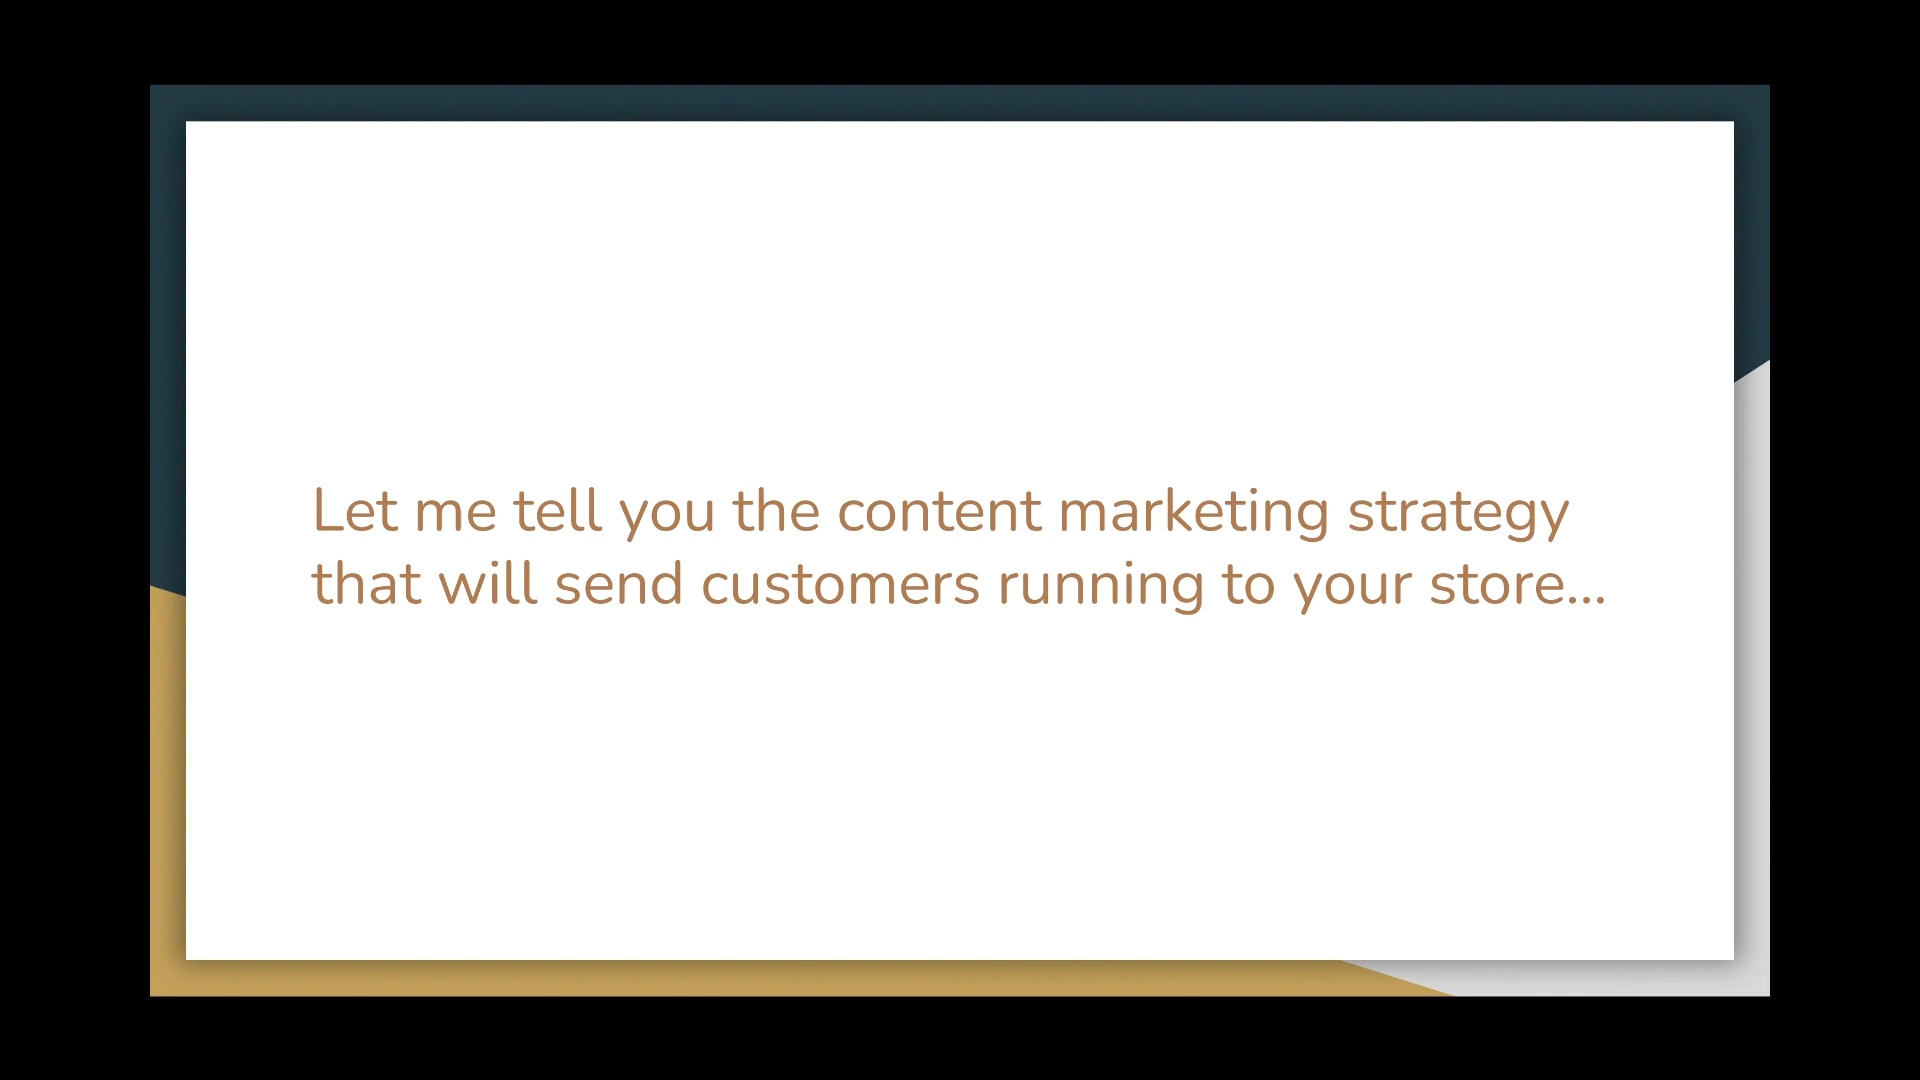 Let me tell you the content marketing strategy
that will send customers running to your store...